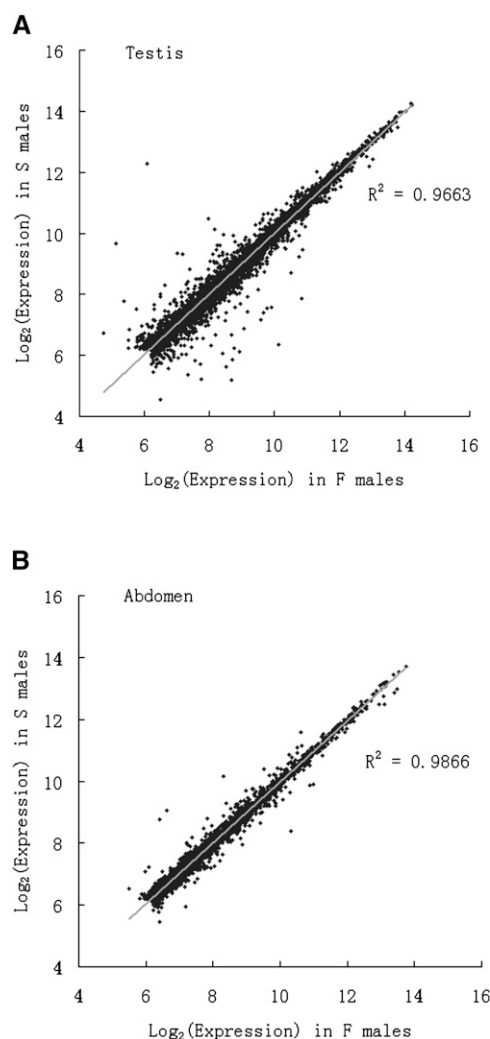 A
Testis
16
14
12
10
8
6
4
R² = 0.9663
Log₂(Expression) in S males
4 6 8 10 12 14 16
Log₂(Expression) in F males
B
Abdomen
16
14
12
10
8
6
4
R² = 0.9866
Log₂(Expression) in S males
4 6 8 10 12 14 16
Log₂(Expression) in F males